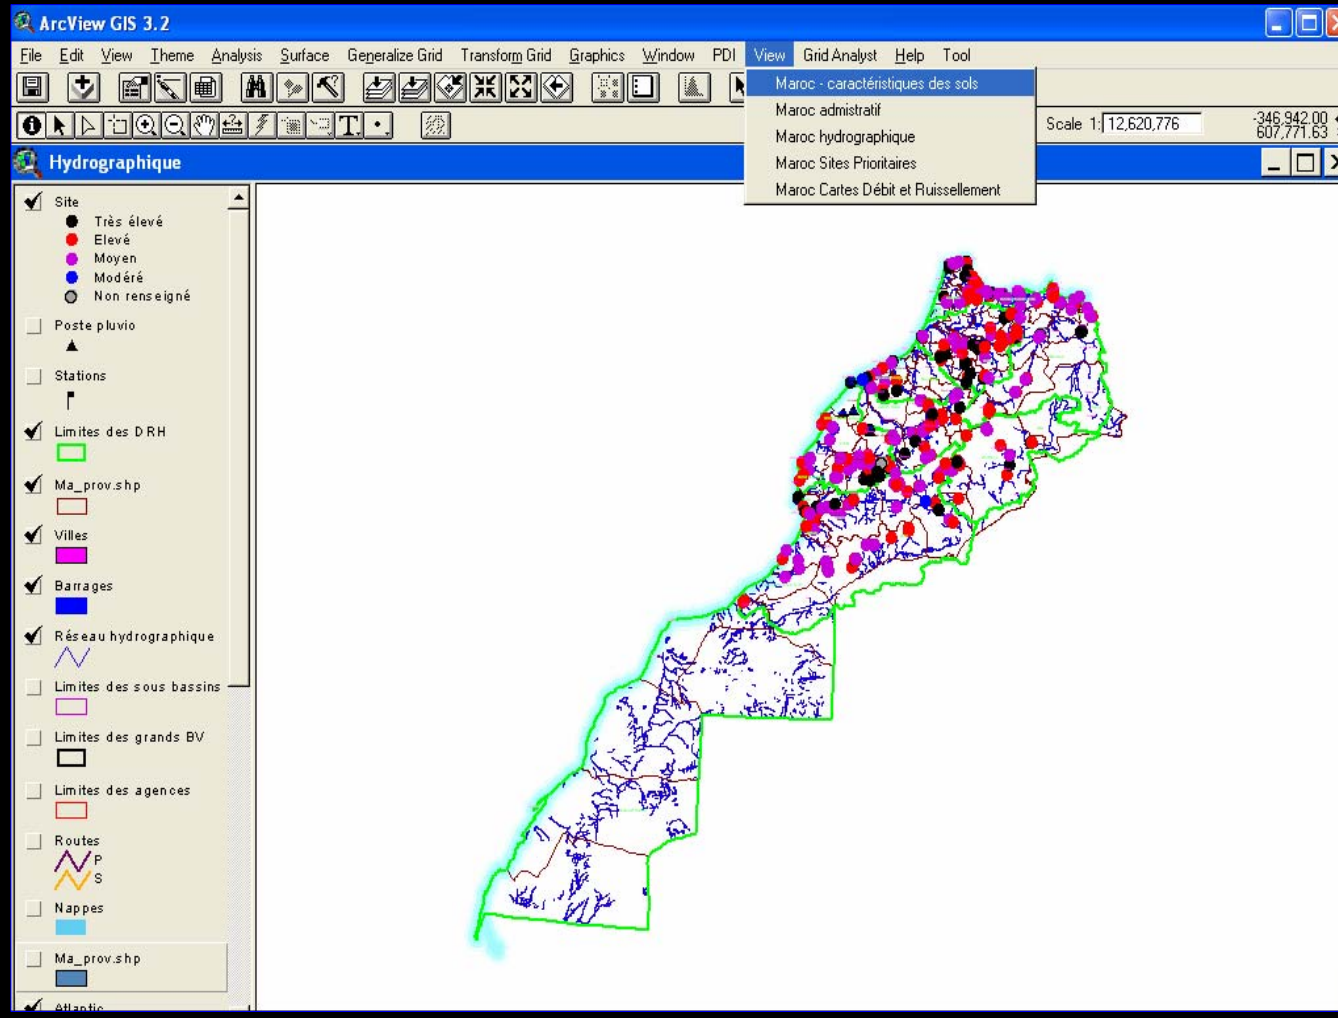 ArcView GIS 3.2
File Edit View Theme Analysis Surface Generalize Grid Transform Grid Graphics Window PDI View Grid Analyst Help Tool
Maroc - caractéristiques des sols
Maroc admistratif
Maroc hydrographique
Maroc Sites Prioritaires
Maroc Cartes Débit et Ruissellement
Scale 1: 12,620,776
-346,942.00
607,771.63
Hydrographique
Site
Très élevé
Elevé
Moyen
Modéré
Non renseigné
Poste pluvio
Stations
Limites des DRH
Ma_prov.shp
Villes
Barrages
Réseau hydrographique
Limites des sous bassins
Limites des grands BV
Limites des agences
Routes
P
S
Nappes
Ma_prov.shp
Atlantic